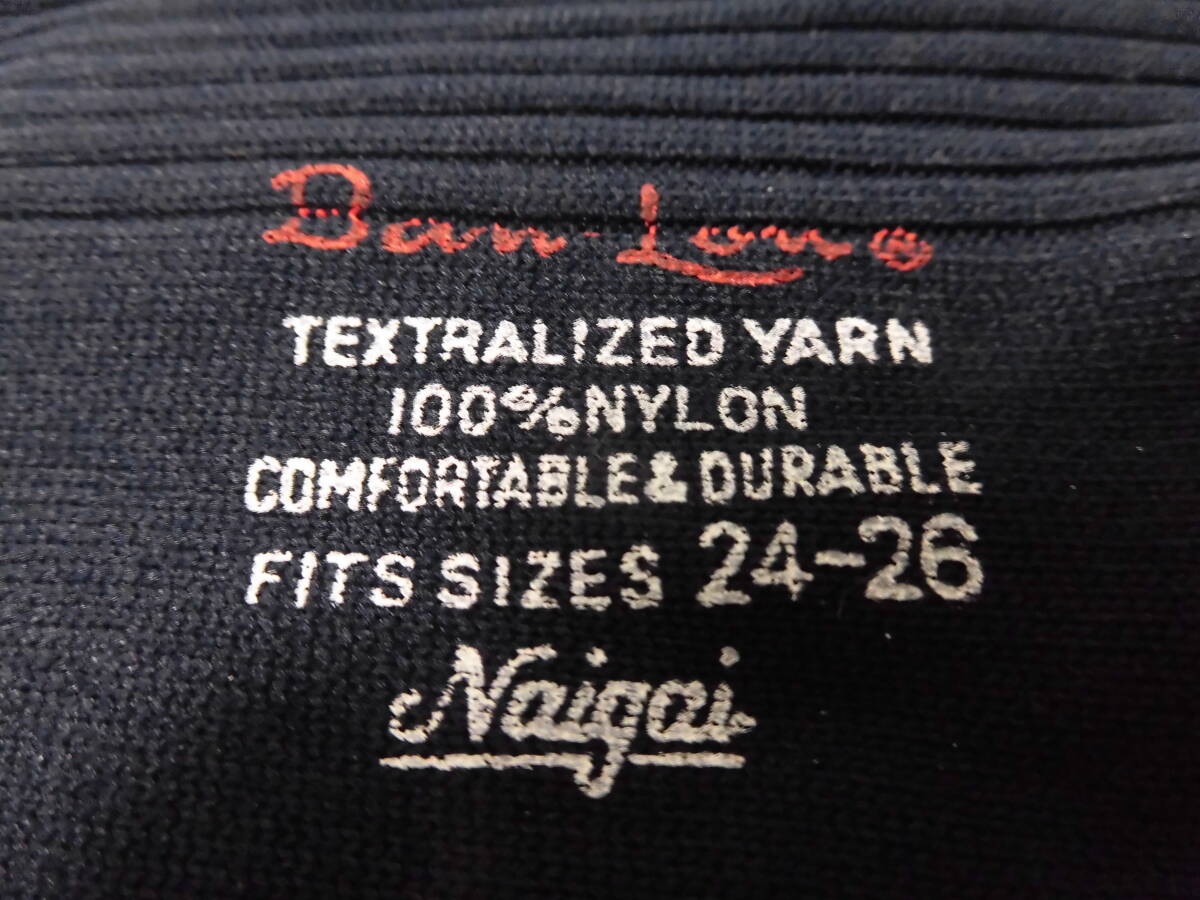 Ban-Lon®
TEXTRALIZED YARN
100%NYLON
COMFORTABLE&DURABLE
FITS SIZES 24-26
Naigai